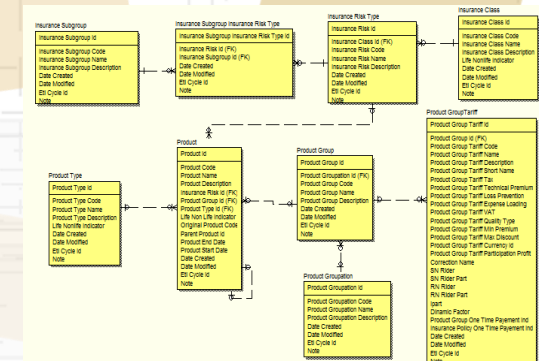 Insurance Subgroup
Insurance Subgroup Id
Insurance Subgroup Code
Insurance Subgroup Name
Insurance Subgroup Description
Date Created
Date Modified
Etl Cycle Id
Note
Insurance Subgroup Insurance Risk Type
Insurance Subgroup Insurance Risk Type Id
Insurance Risk Id (FK)
Insurance Subgroup Id (FK)
Date Created
Date Modified
Etl Cycle Id
Note
Insurance Risk Type
Insurance Risk Id
Insurance Class Id (FK)
Insurance Risk Code
Insurance Risk Name
Insurance Risk Description
Date Created
Date Modified
Etl Cycle Id
Note
Insurance Class
Insurance Class Id
Insurance Class Code
Insurance Class Name
Insurance Class Description
Life Nonlife Indicator
Date Created
Date Modified
Etl Cycle Id
Note
Product Type
Product Type Id
Product Type Code
Product Type Name
Product Type Description
Life Nonlife Indicator
Date Created
Date Modified
Etl Cycle Id
Note
Product
Product Id
Product Code
Product Name
Product Description
Insurance Risk Id (FK)
Product Group Id (FK)
Product Type Id (FK)
Life Non Life Indicator
Original Product Code
Parent Product Id
Product End Date
Product Start Date
Date Created
Date Modified
Etl Cycle Id
Note
Product Group
Product Group Id
Product Groupation Id (FK)
Product Group Code
Product Group Name
Product Group Description
Date Created
Date Modified
Etl Cycle Id
Note
Product Groupation
Product Groupation Id
Product Groupation Code
Product Groupation Name
Product Groupation Description
Date Created
Date Modified
Etl Cycle Id
Note
Product GroupTariff
Product Group Tariff Id
Product Group Id (FK)
Product Group Tariff Code
Product Group Tariff Name
Product Group Tariff Description
Product Group Tariff Short Name
Product Group Tariff Tax
Product Group Tariff Technical Premium
Product Group Tariff Loss Prevention
Product Group Tariff Expense Loading
Product Group Tariff VAT
Product Group Tariff Quality Type
Product Group Tariff Min Premium
Product Group Tariff Max Discount
Product Group Tariff Currency Id
Product Group Tariff Participation Profit
Correction Name
SN Rider
SN Rider Part
RN Rider
RN Rider Part
Ipart
Dinamic Factor
Product Group One Time Payement Ind
Insurance Policy One Time Payement Ind
Date Created
Date Modified
Etl Cycle Id
Note